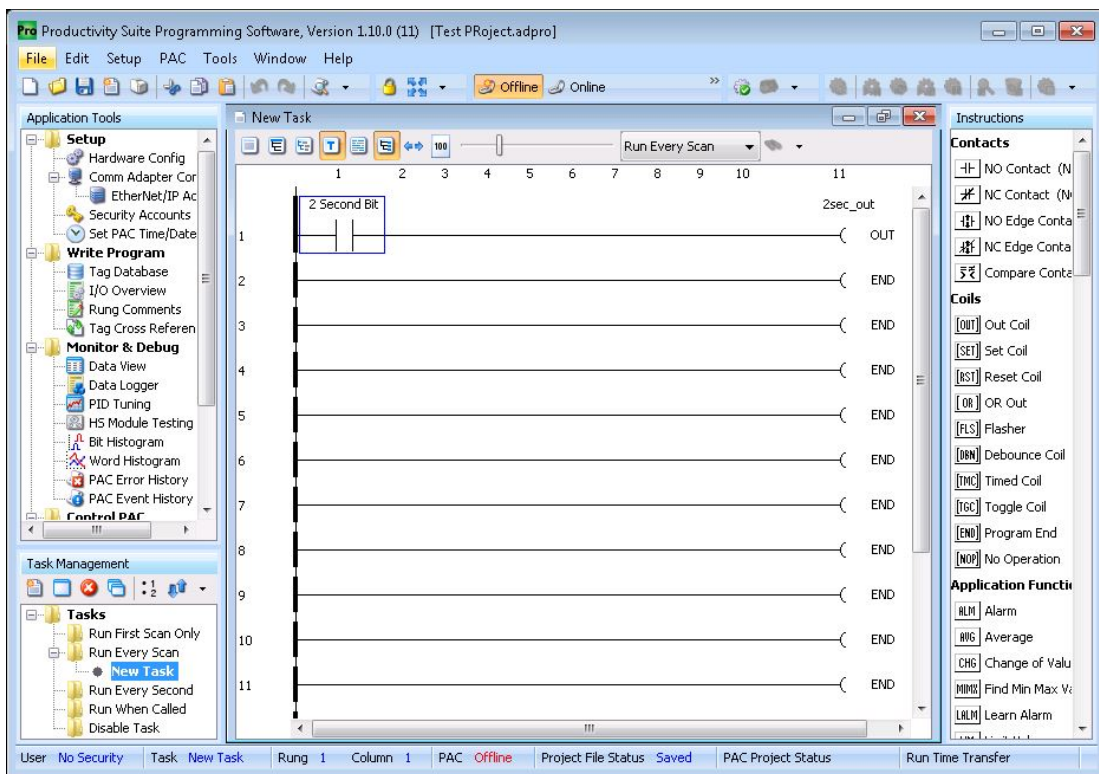 Pro Productivity Suite Programming Software, Version 1.10.0 (11) [Test PRoject.adpro]
File Edit Setup PAC Tools Window Help
Offline Online »
Application Tools
Setup
Hardware Config
Comm Adapter Cor
EtherNet/IP Ac
Security Accounts
Set PAC Time/Date
Write Program
Tag Database
I/O Overview
Rung Comments
Tag Cross Referen
Monitor & Debug
Data View
Data Logger
PID Tuning
HS Module Testing
Bit Histogram
Word Histogram
PAC Error History
PAC Event History
Control PAC
Task Management
Tasks
Run First Scan Only
Run Every Scan
New Task
Run Every Second
Run When Called
Disable Task
New Task
T 100 Run Every Scan
1 2 3 4 5 6 7 8 9 10 11
2 Second Bit 2sec_out
1 OUT
2 END
3 END
4 END
5 END
6 END
7 END
8 END
9 END
10 END
11 END
Instructions
Contacts
NO Contact (N
NC Contact (N
NO Edge Conta
NC Edge Conta
Compare Conta
Coils
[OUT] Out Coil
[SET] Set Coil
[RST] Reset Coil
[OR] OR Out
[FLS] Flasher
[DBN] Debounce Coil
[TMC] Timed Coil
[TGC] Toggle Coil
[END] Program End
[NOP] No Operation
Application Functi
ALM Alarm
AVG Average
CHG Change of Valu
MIMX Find Min Max Va
LALM Learn Alarm
User No Security Task New Task Rung 1 Column 1 PAC Offline Project File Status Saved PAC Project Status Run Time Transfer